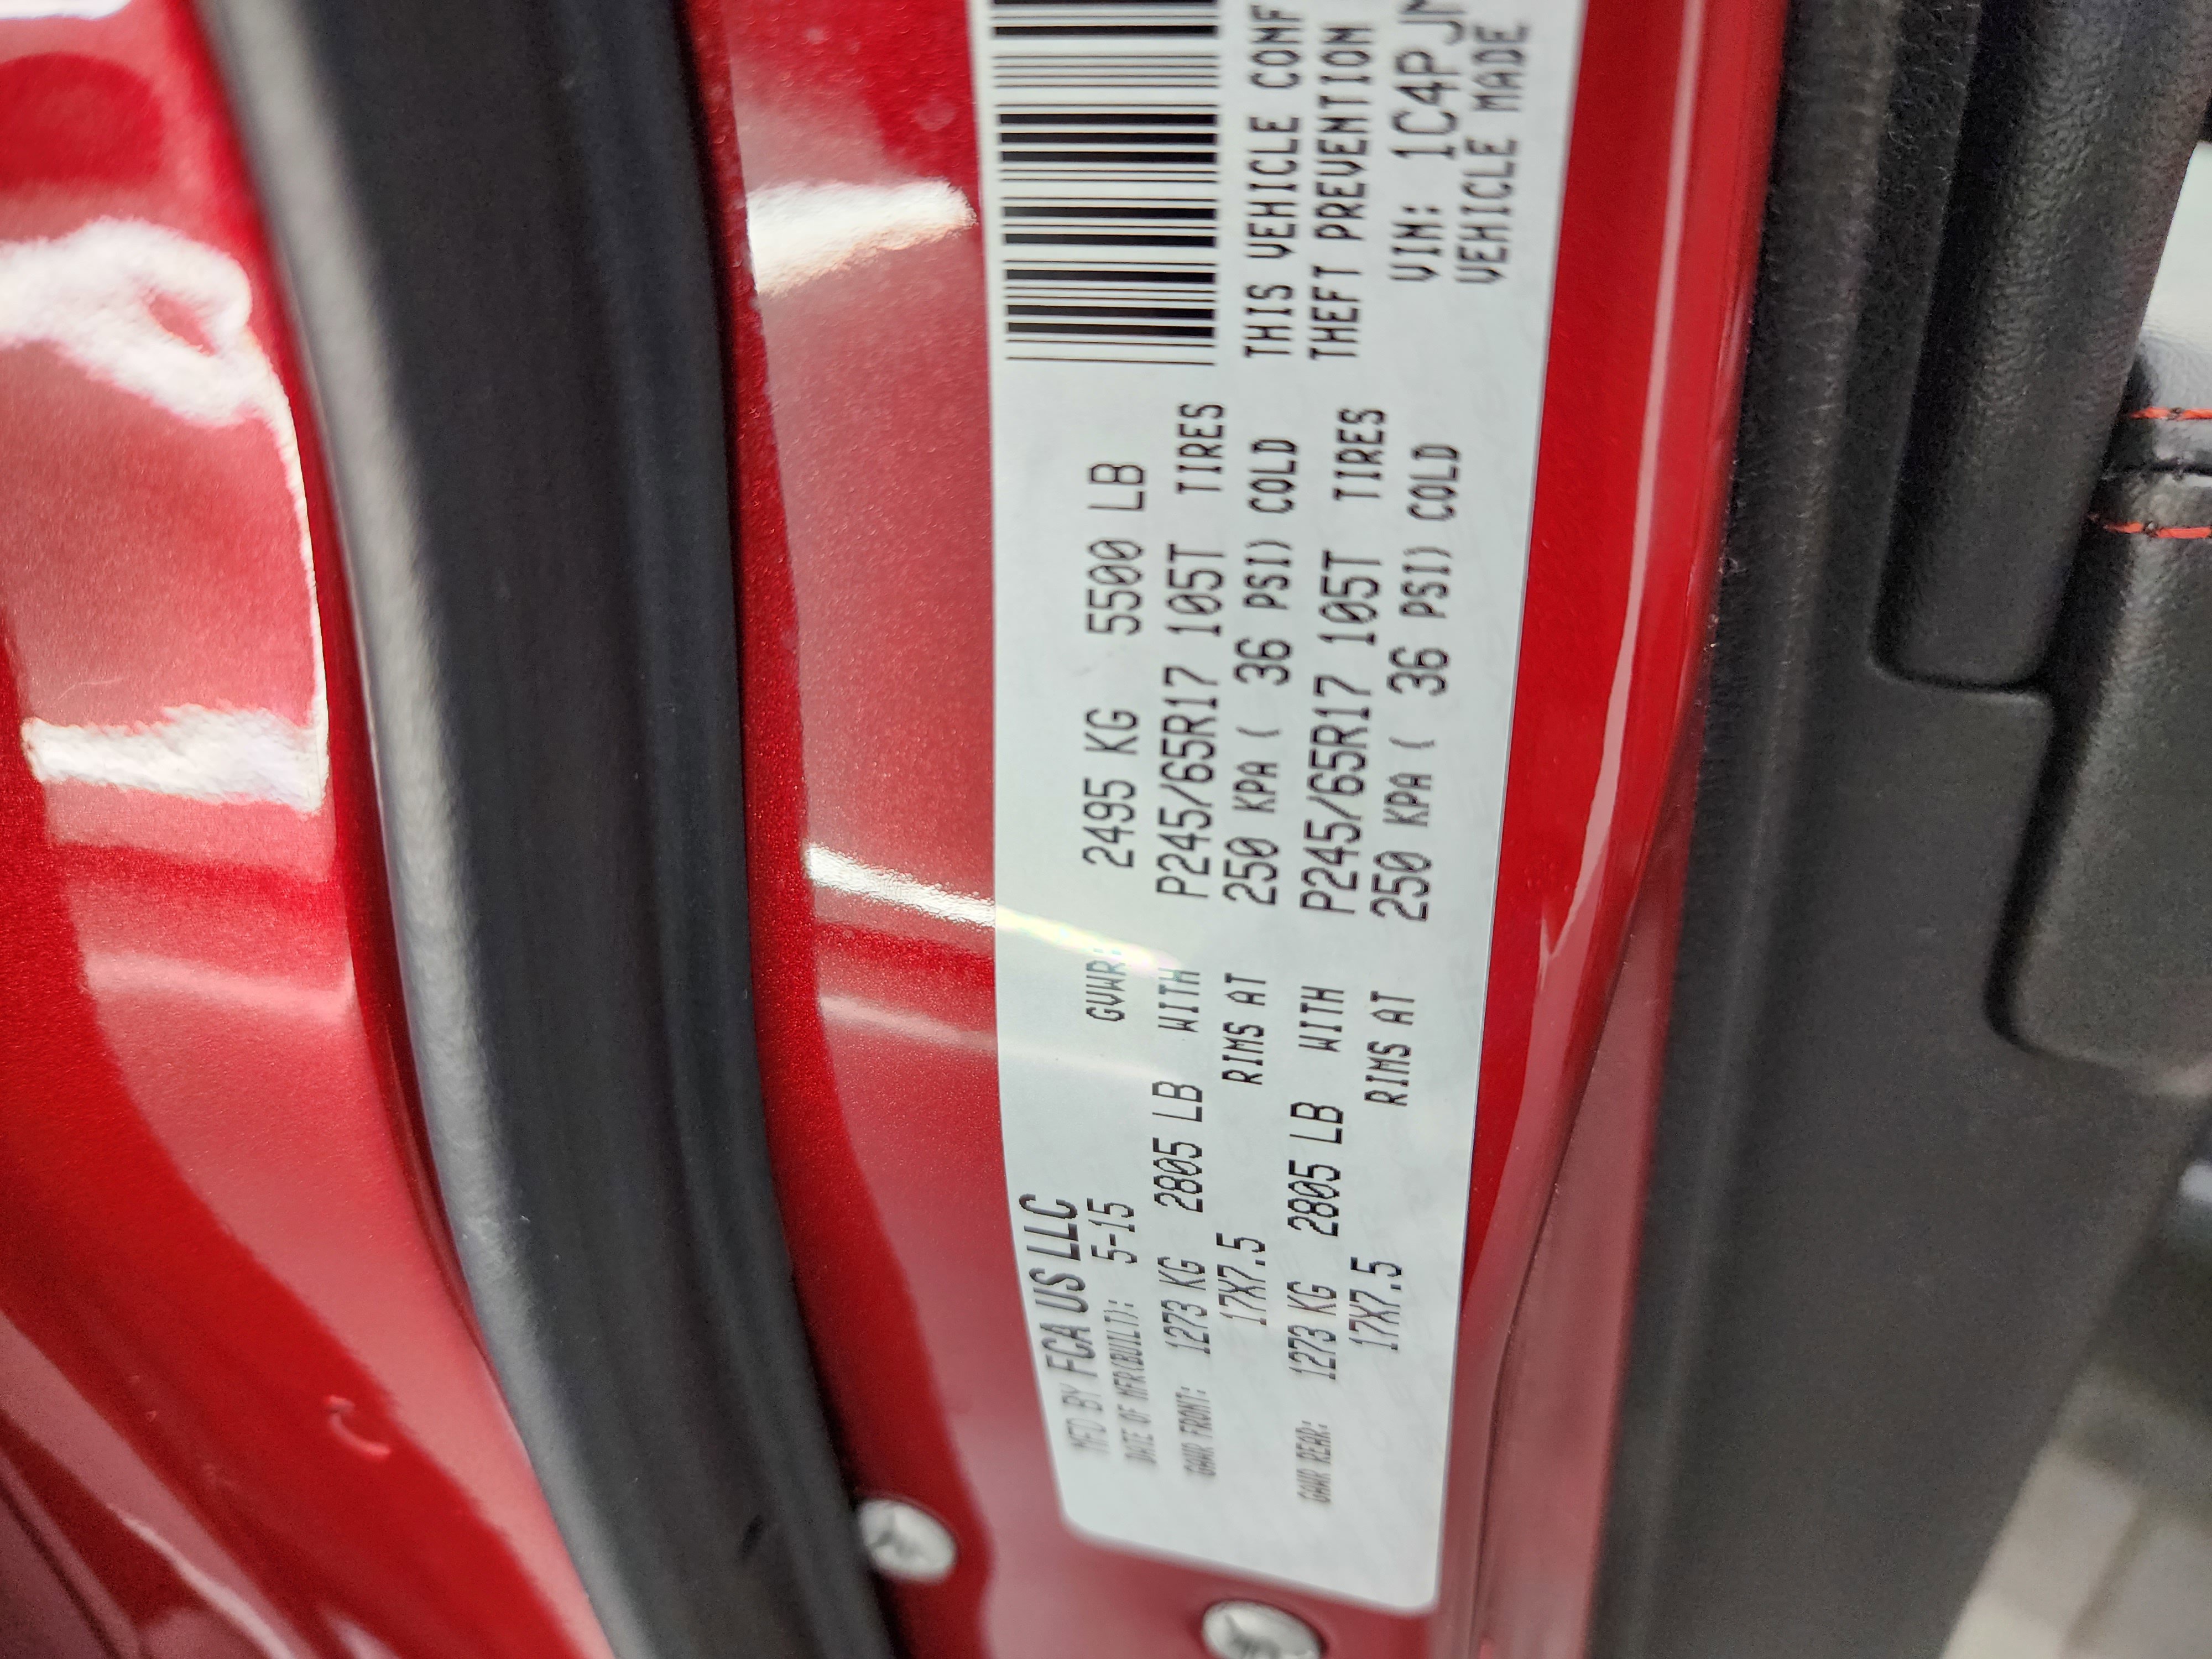 MFD BY FCA US LLC
DATE OF MFR(BUILT): 5-15 GVWR: 2495 KG 5500 LB
GAWR FRONT: 1273 KG 2805 LB WITH P245/65R17 105T TIRES
17X7.5 RIMS AT 250 KPA ( 36 PSI) COLD
GAWR REAR: 1273 KG 2805 LB WITH P245/65R17 105T TIRES
17X7.5 RIMS AT 250 KPA ( 36 PSI) COLD
THIS VEHICLE CONF
THEFT PREVENTION
VIN: 1C4PJM
VEHICLE MADE